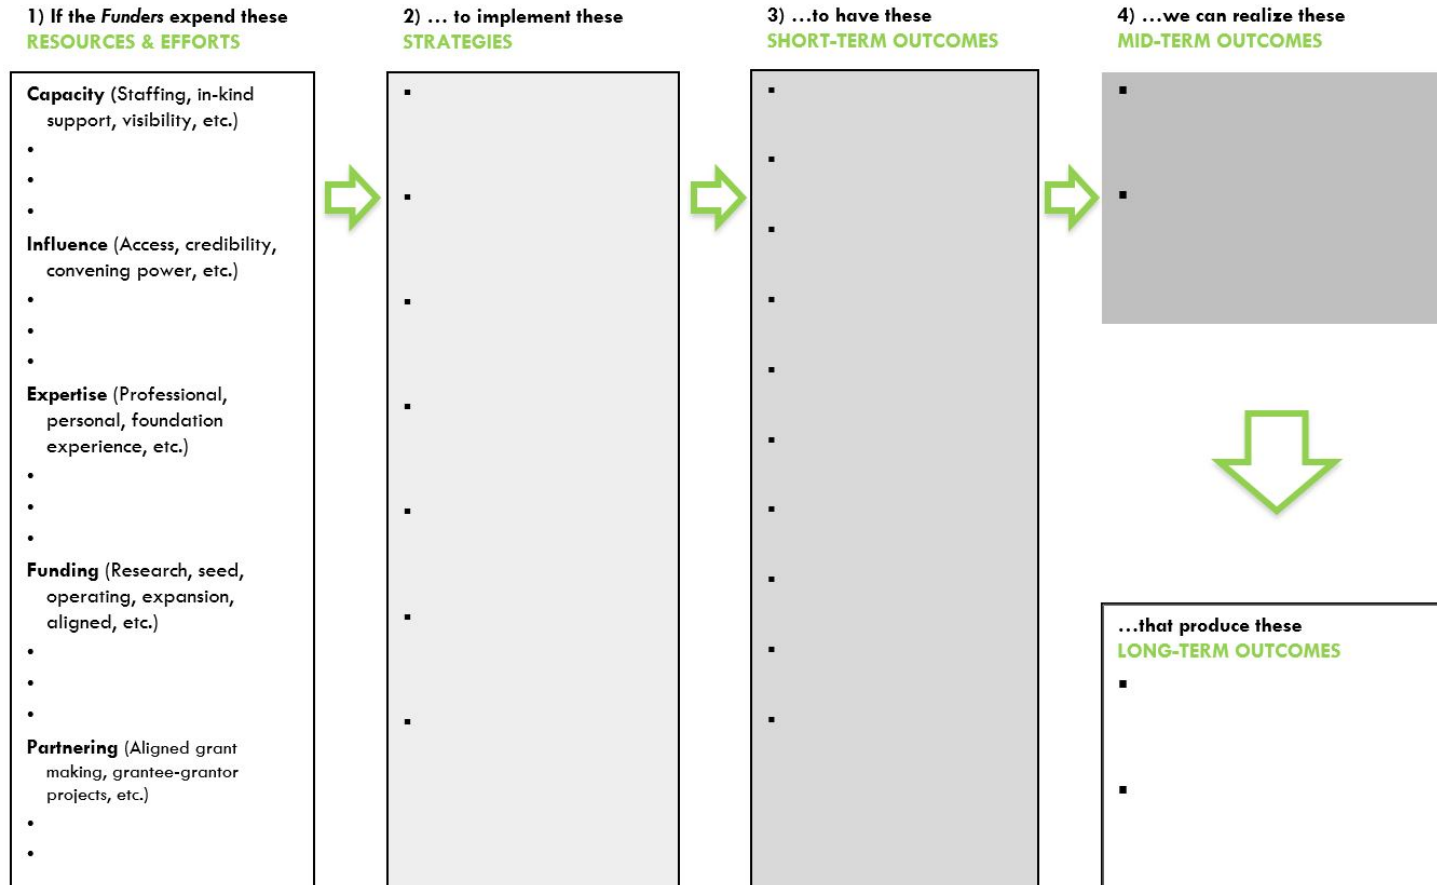 1) If the Funders expend these
RESOURCES & EFFORTS
Capacity (Staffing, in-kind
support, visibility, etc.)
•
•
•
Influence (Access, credibility,
convening power, etc.)
•
•
•
Expertise (Professional,
personal, foundation
experience, etc.)
•
•
•
Funding (Research, seed,
operating, expansion,
aligned, etc.)
•
•
•
Partnering (Aligned grant
making, grantee-grantor
projects, etc.)
•
•
2) … to implement these
STRATEGIES
▪
▪
▪
▪
▪
▪
▪
3) …to have these
SHORT-TERM OUTCOMES
▪
▪
▪
▪
▪
▪
▪
▪
▪
▪
4) …we can realize these
MID-TERM OUTCOMES
▪
▪
…that produce these
LONG-TERM OUTCOMES
▪
▪